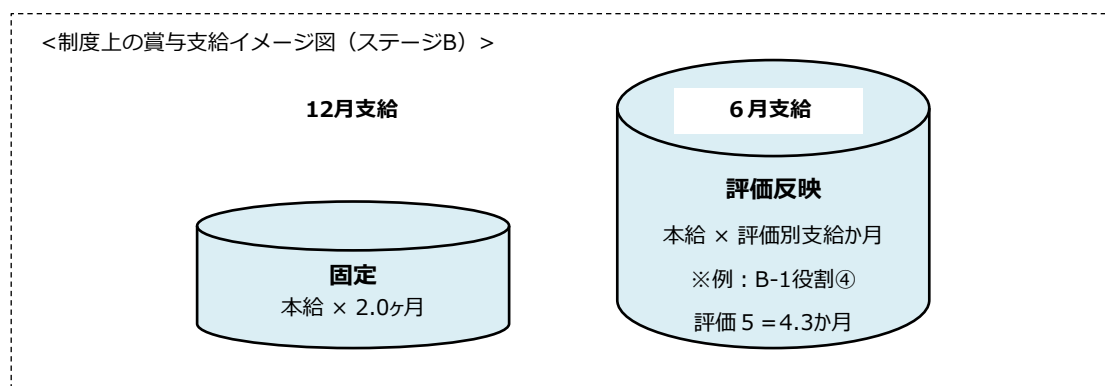 <制度上の賞与支給イメージ図（ステージB）>
12月支給
６月支給
評価反映
本給 × 評価別支給か月
※例：B-1役割④
評価５＝4.3か月
固定
本給 × 2.0ヶ月